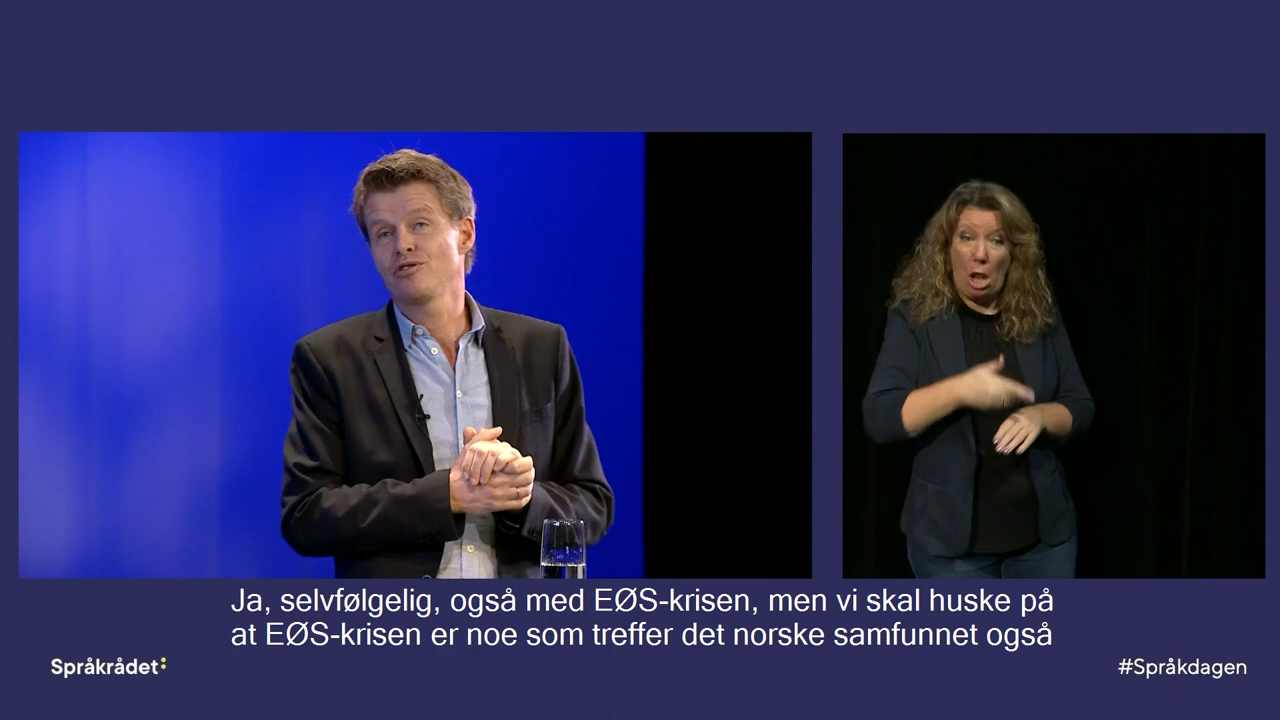 Ja, selvfølgelig, også med EØS-krisen, men vi skal huske på
at EØS-krisen er noe som treffer det norske samfunnet også
Språkrådet:
#Språkdagen